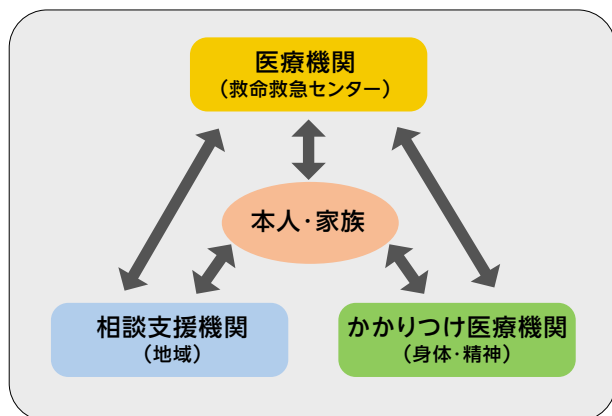 医療機関
（救命救急センター）
本人・家族
相談支援機関
（地域）
かかりつけ医療機関
（身体・精神）